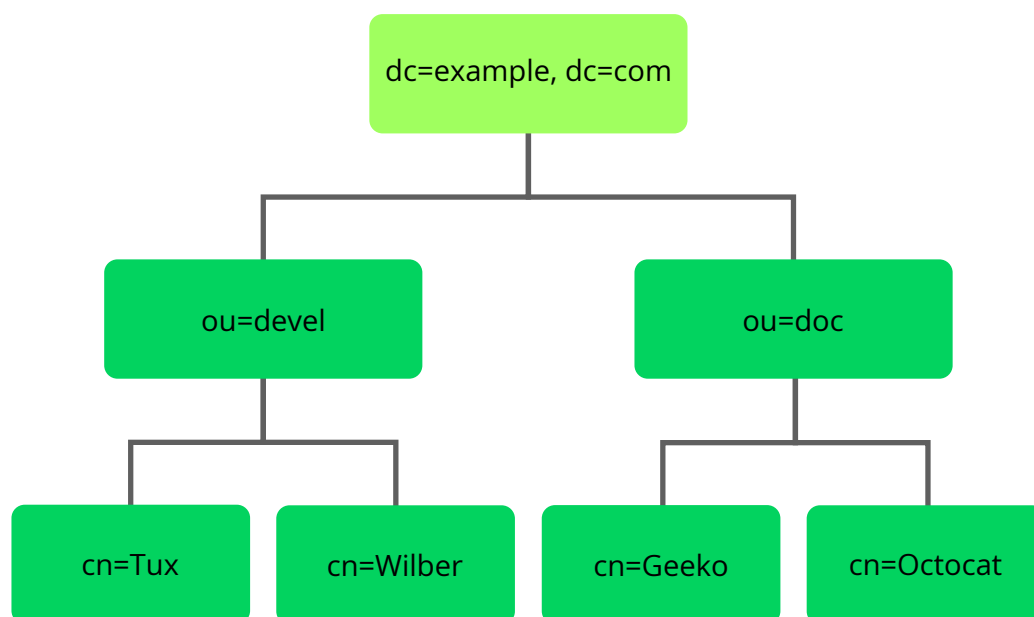 dc=example, dc=com
ou=devel
ou=doc
cn=Tux
cn=Wilber
cn=Geeko
cn=Octocat